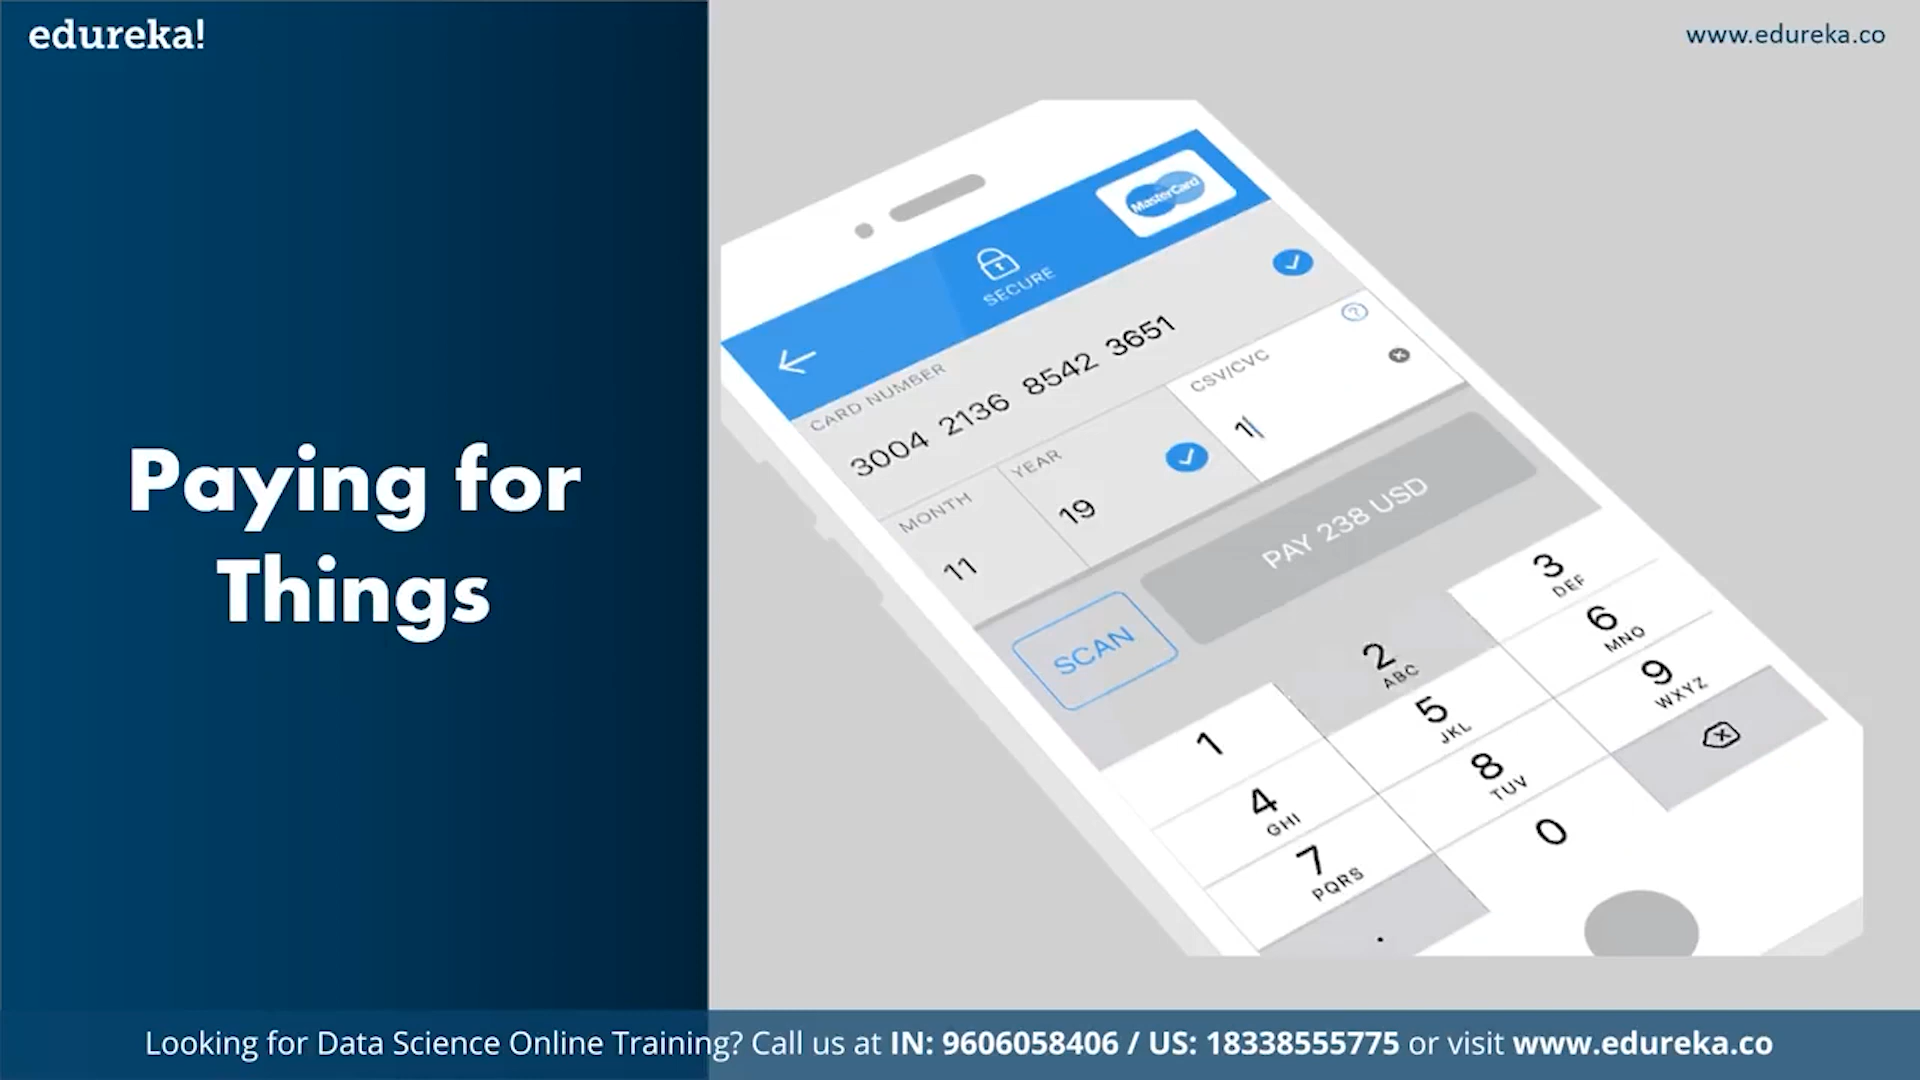 edureka!
www.edureka.co
Paying for
Things
MasterCard
SECURE
CARD NUMBER
3004 2136 8542 3651
MONTH
11
YEAR
19
CSV/CVC
?
1
SCAN
PAY 238 USD
1
2
ABC
3
DEF
4
GHI
5
JKL
6
MNO
7
PQRS
8
TUV
9
WXYZ
.
0
Looking for Data Science Online Training? Call us at IN: 9606058406 / US: 18338555775 or visit www.edureka.co